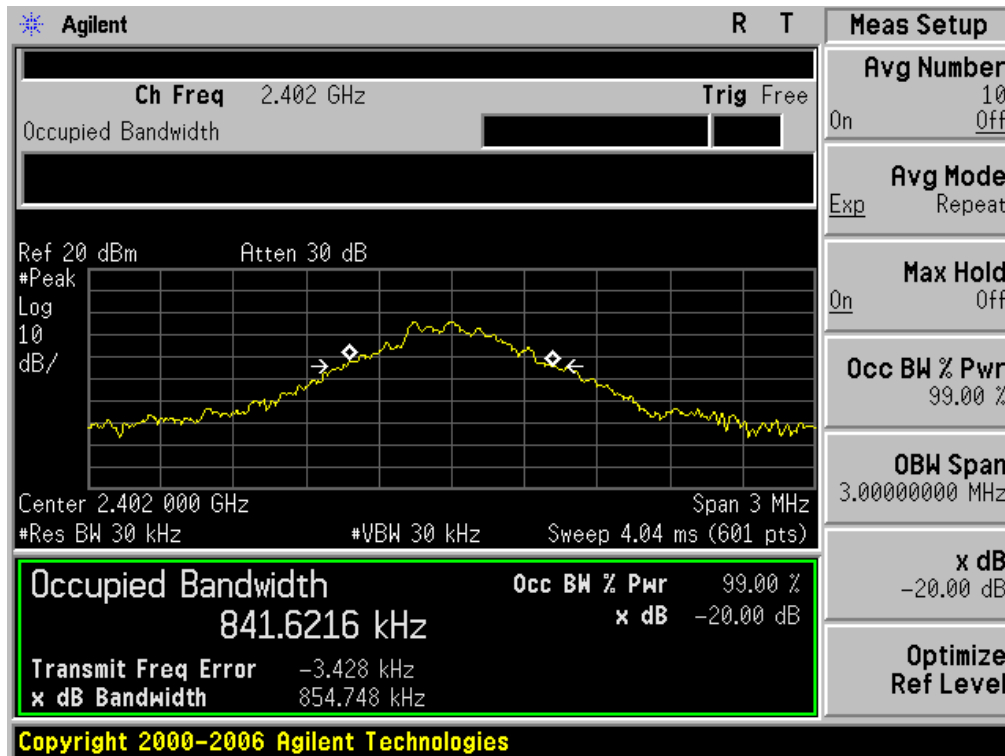 Agilent R T
Ch Freq 2.402 GHz Trig Free
Occupied Bandwidth
Ref 20 dBm Atten 30 dB
#Peak
Log
10
dB/
Center 2.402 000 GHz Span 3 MHz
#Res BW 30 kHz #VBW 30 kHz Sweep 4.04 ms (601 pts)
Occupied Bandwidth
841.6216 kHz
Occ BW % Pwr 99.00 %
x dB -20.00 dB
Transmit Freq Error -3.428 kHz
x dB Bandwidth 854.748 kHz
Copyright 2000-2006 Agilent Technologies
Meas Setup
Avg Number
10
On Off
Avg Mode
Exp Repeat
Max Hold
On Off
Occ BW % Pwr
99.00 %
OBW Span
3.00000000 MHz
x dB
-20.00 dB
Optimize
Ref Level